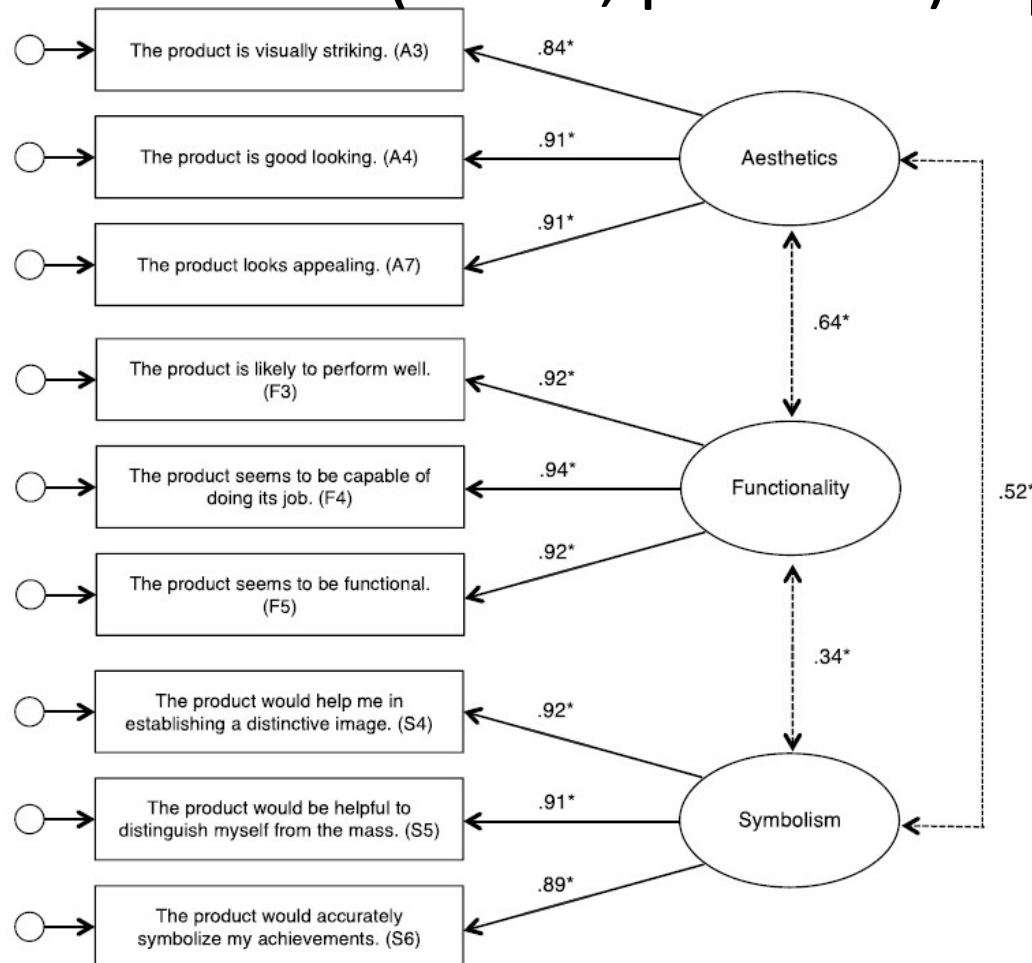 The product is visually striking. (A3)
.84*
The product is good looking. (A4)
.91*
Aesthetics
The product looks appealing. (A7)
.91*
.64*
The product is likely to perform well.
(F3)
.92*
The product seems to be capable of
doing its job. (F4)
.94*
Functionality
.52*
The product seems to be functional.
(F5)
.92*
.34*
The product would help me in
establishing a distinctive image. (S4)
.92*
The product would be helpful to
distinguish myself from the mass. (S5)
.91*
Symbolism
The product would accurately
symbolize my achievements. (S6)
.89*